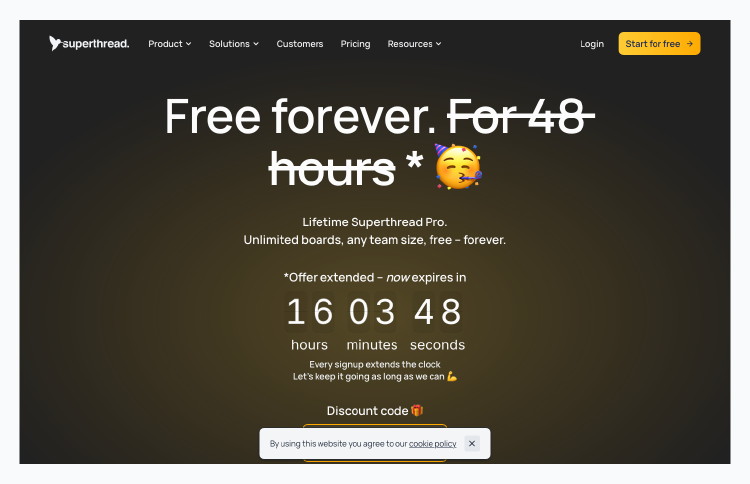 superthread.
Product
Solutions
Customers
Pricing
Resources
Login
Start for free →
Free forever. For 48
hours *
Lifetime Superthread Pro.
Unlimited boards, any team size, free – forever.
*Offer extended – now expires in
16 03 48
hours minutes seconds
Every signup extends the clock
Let's keep it going as long as we can 💪
Discount code 🎁
By using this website you agree to our cookie policy